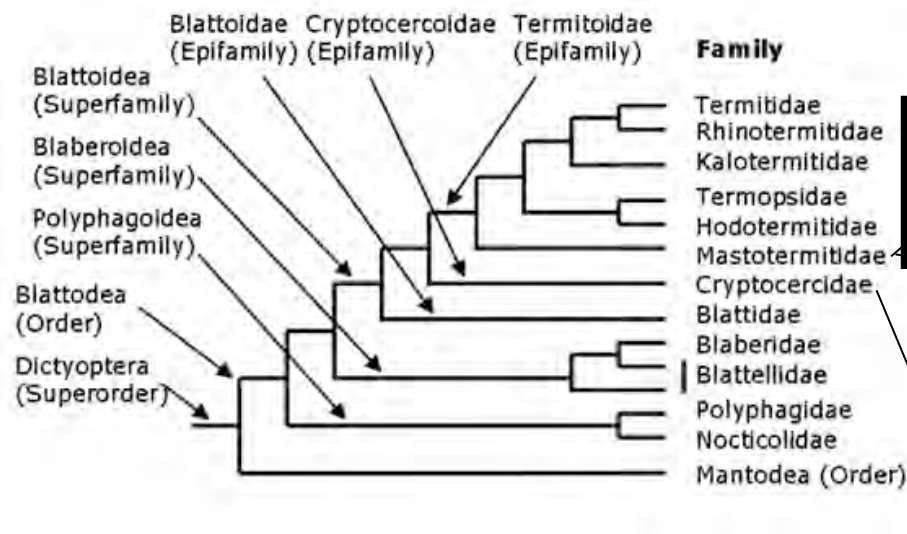 Blattoidae
(Epifamily)
Cryptocercoidae
(Epifamily)
Termitoidae
(Epifamily)
Family
Blattoidea
(Superfamily)
Blaberoidea
(Superfamily)
Polyphagoidea
(Superfamily)
Blattodea
(Order)
Dictyoptera
(Superorder)
Termitidae
Rhinotermitidae
Kalotermitidae
Termopsidae
Hodotermitidae
Mastotermitidae
Cryptocercidae
Blattidae
Blaberidae
Blattellidae
Polyphagidae
Nocticolidae
Mantodea (Order)